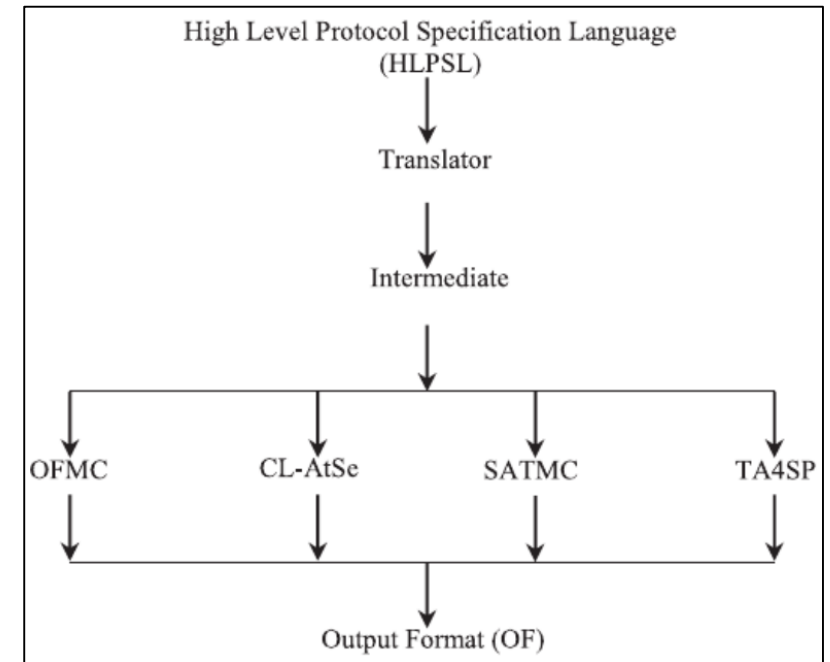 High Level Protocol Specification Language
(HLPSL)
Translator
Intermediate
OFMC CL-AtSe SATMC TA4SP
Output Format (OF)